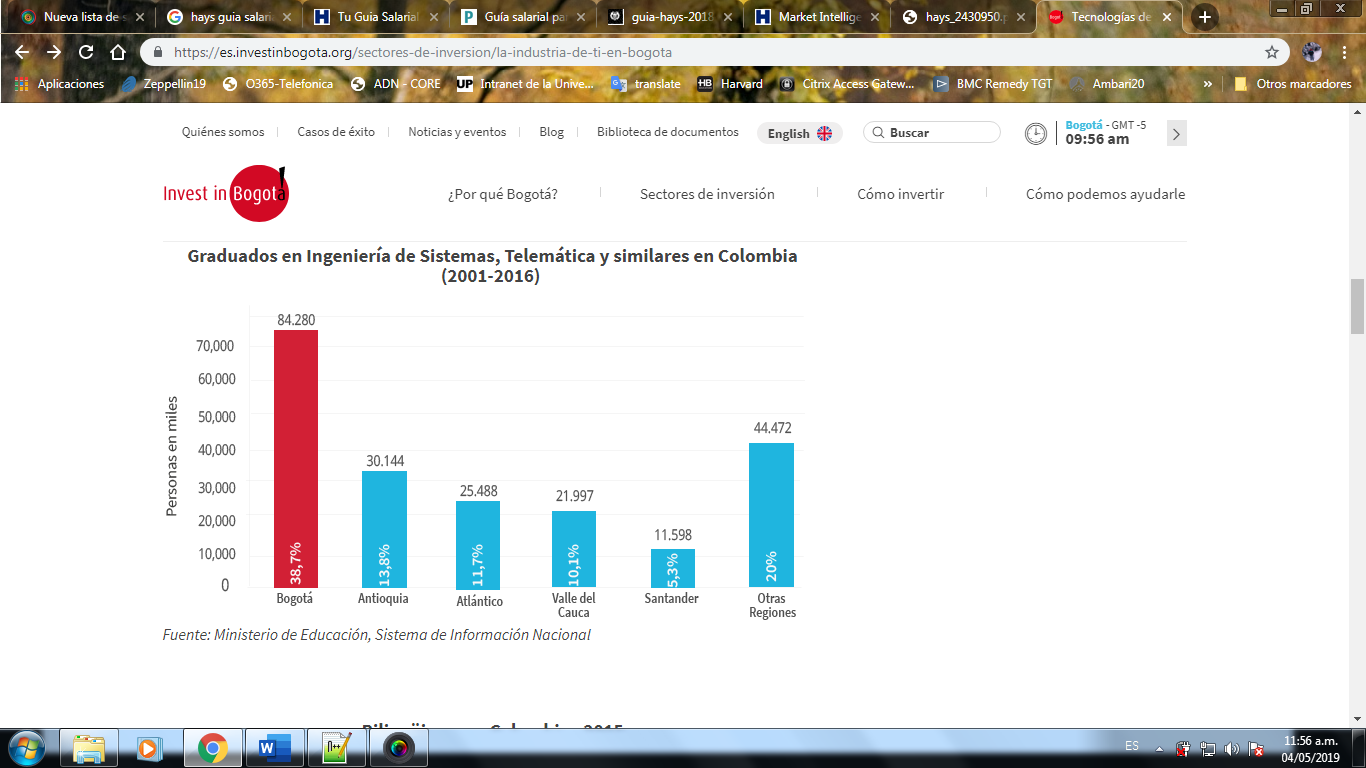 Nueva lista de s
hays guia salari
Tu Guia Salarial
Guía salarial pa
guia-hays-2018
Market Intellige
hays_2430950.p
Tecnologías de
https://es.investinbogota.org/sectores-de-inversion/la-industria-de-ti-en-bogota
Aplicaciones
Zeppellin19
O365-Telefonica
ADN - CORE
UP Intranet de la Unive...
translate
HB Harvard
Citrix Access Gatew...
BMC Remedy TGT
Ambari20
»
Otros marcadores
Quiénes somos
Casos de éxito
Noticias y eventos
Blog
Biblioteca de documentos
English
Buscar
Bogotá - GMT -5
09:56 am
Invest in Bogotá
¿Por qué Bogotá?
Sectores de inversión
Cómo invertir
Cómo podemos ayudarle
Graduados en Ingeniería de Sistemas, Telemática y similares en Colombia
(2001-2016)
Personas en miles
70,000
60,000
50,000
40,000
30,000
20,000
10,000
0
84.280
38,7%
Bogotá
30.144
13,8%
Antioquia
25.488
11,7%
Atlántico
21.997
10,1%
Valle del
Cauca
11.598
5,3%
Santander
44.472
20%
Otras
Regiones
Fuente: Ministerio de Educación, Sistema de Información Nacional
ES
11:56 a.m.
04/05/2019